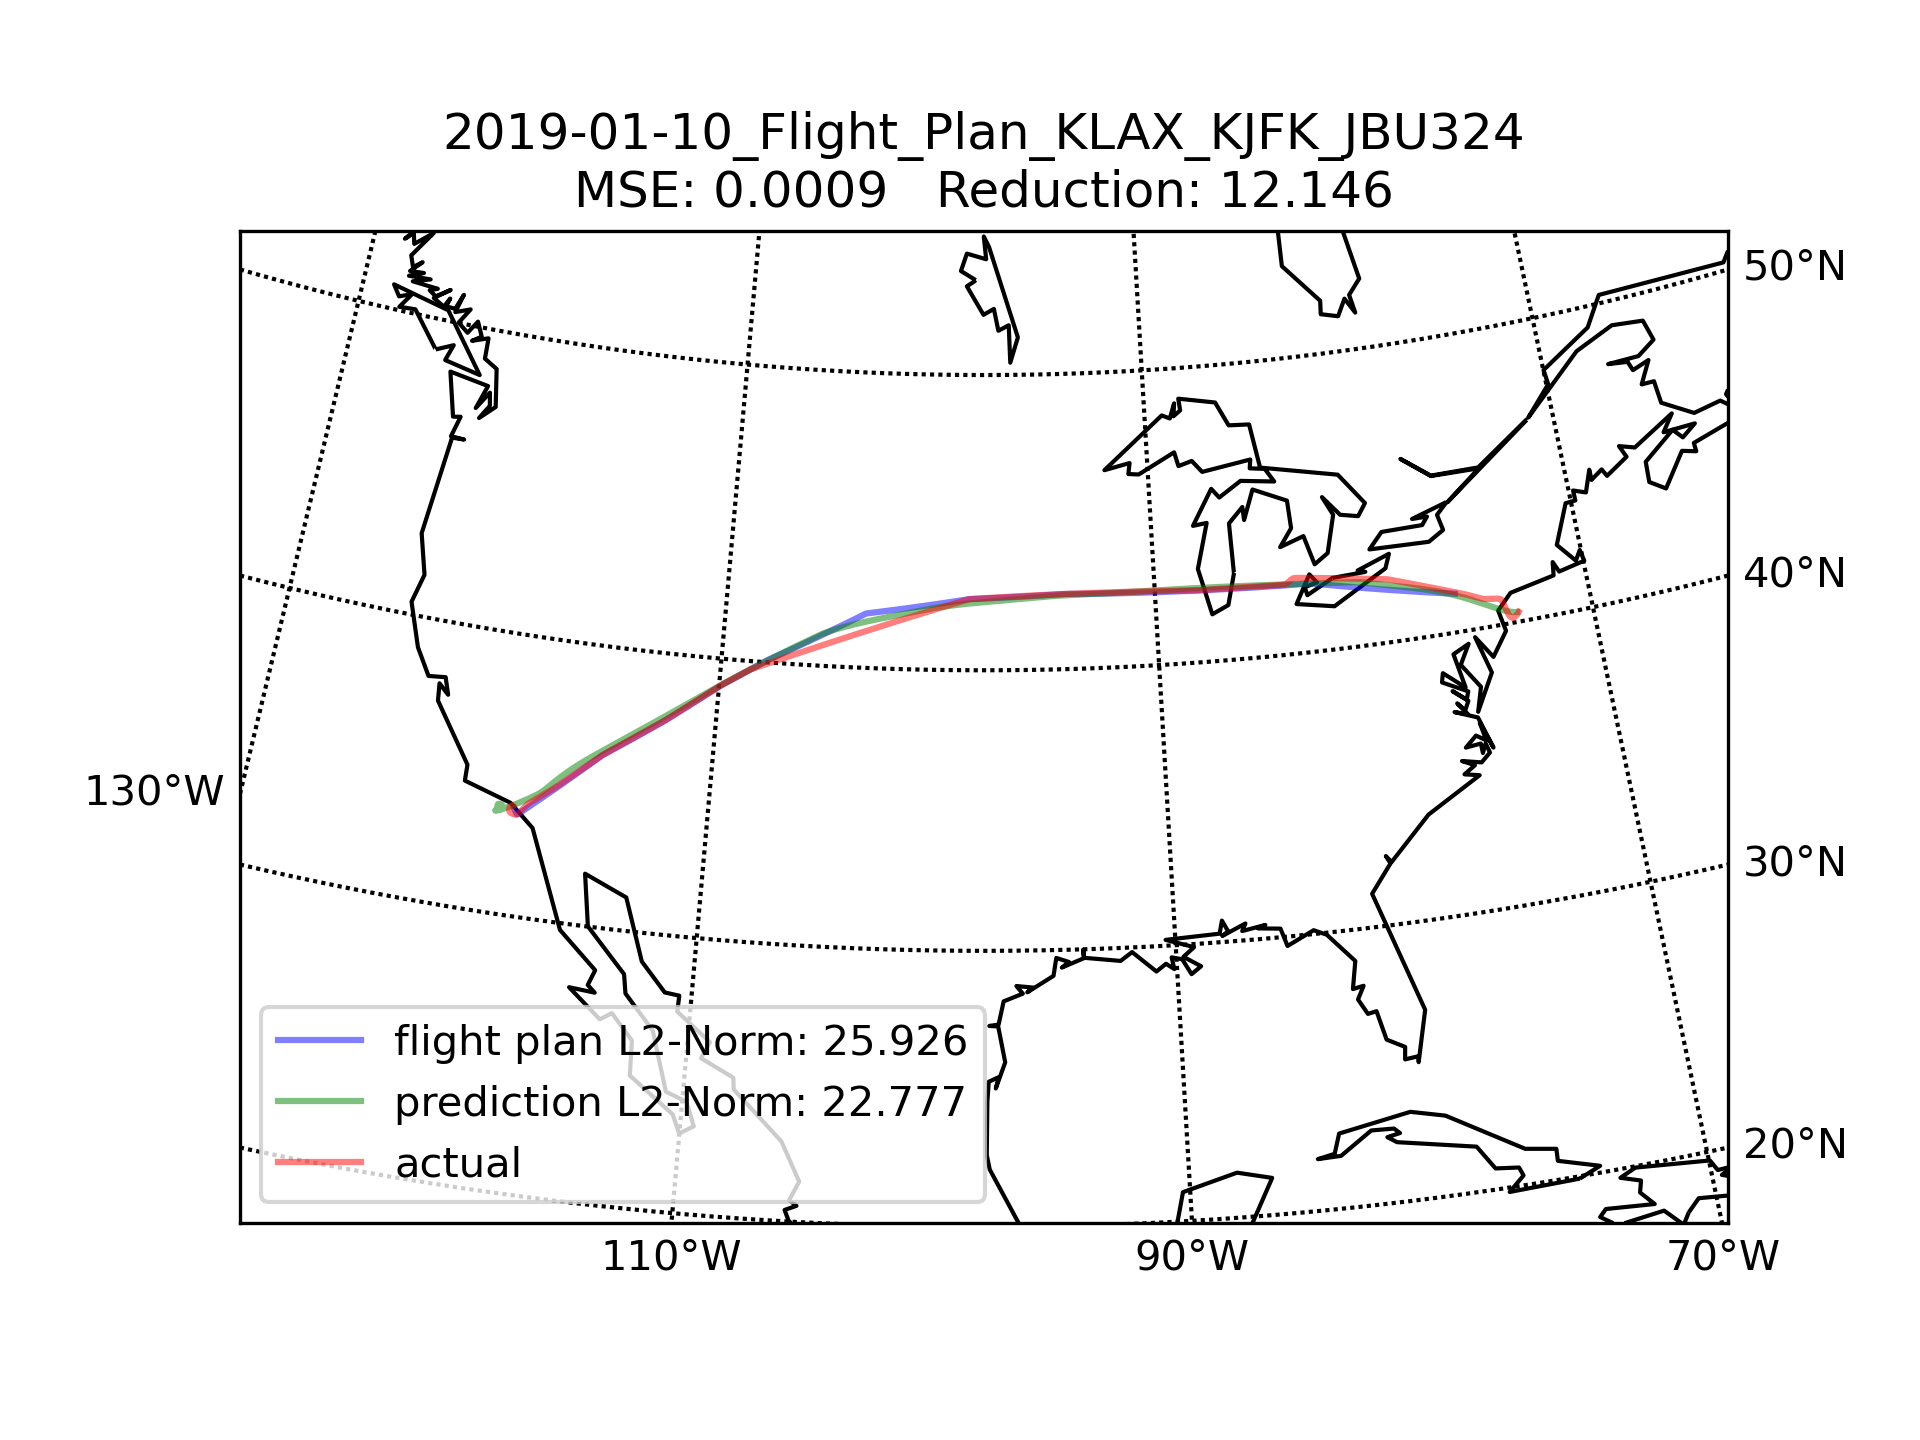 2019-01-10_Flight_Plan_KLAX_KJFK_JBU324
MSE: 0.0009   Reduction: 12.146
50°N
40°N
130°W
30°N
flight plan L2-Norm: 25.926
prediction L2-Norm: 22.777
actual
20°N
110°W
90°W
70°W